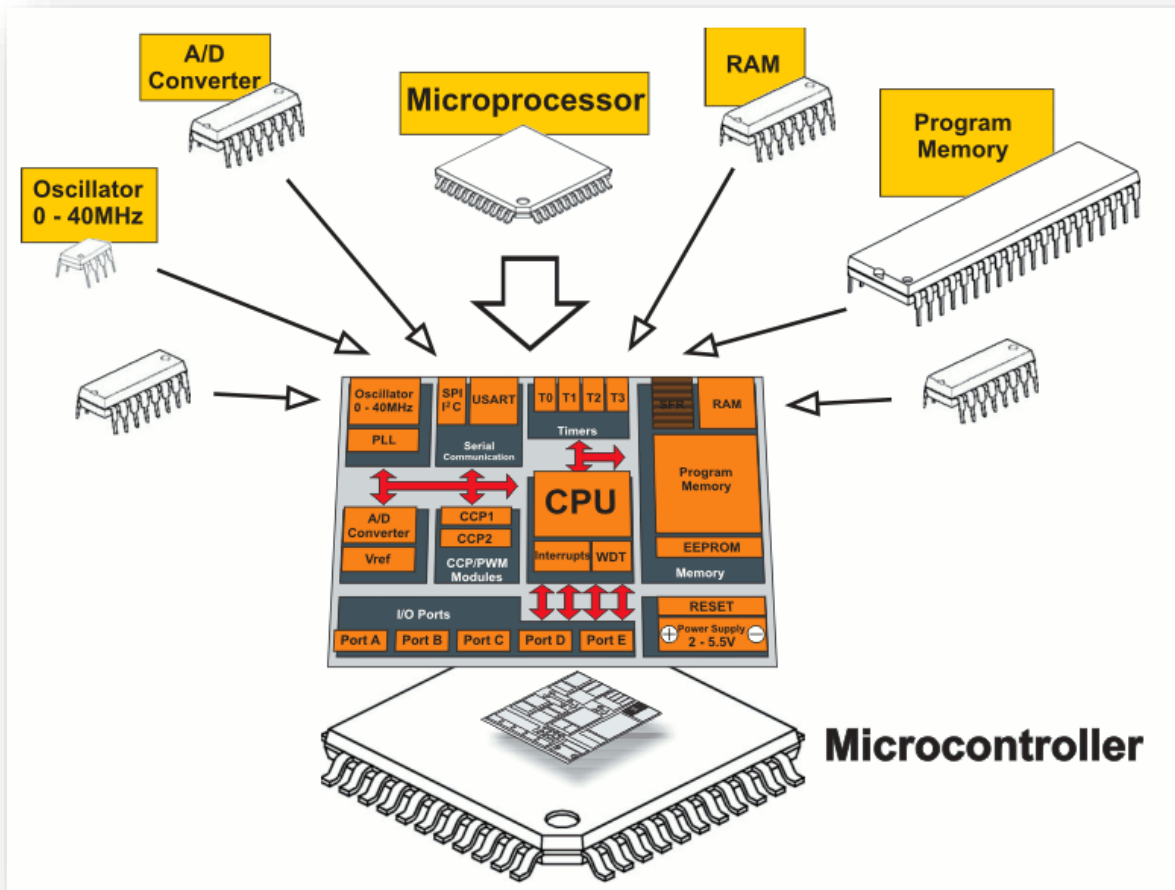 A/D
Converter
Microprocessor
RAM
Program
Memory
Oscillator
0 - 40MHz
Oscillator
0 - 40MHz
PLL
SPI
I²C
USART
Serial
Communication
T0 T1 T2 T3
Timers
SFR
RAM
Program
Memory
EEPROM
Memory
A/D
Converter
Vref
CCP1
CCP2
CCP/PWM
Modules
CPU
Interrupts WDT
I/O Ports
Port A Port B Port C Port D Port E
RESET
+ Power Supply −
2 - 5.5V
Microcontroller